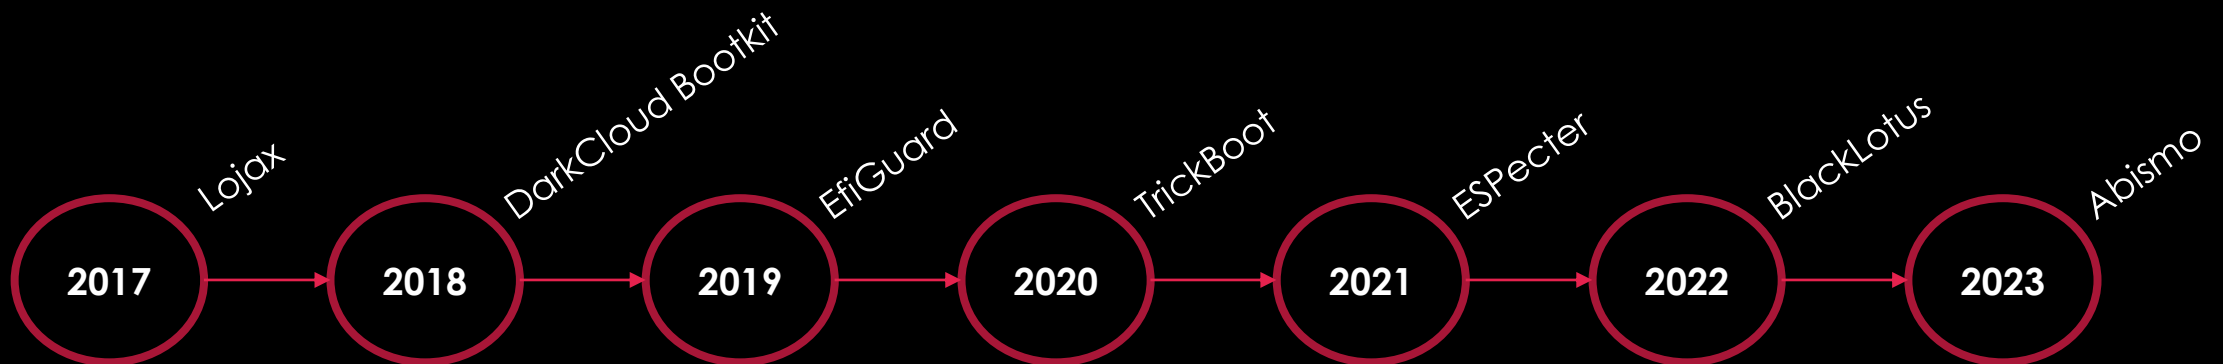 2017
Lojax
2018
DarkCloud Bootkit
2019
EfiGuard
2020
TrickBoot
2021
ESPecter
2022
BlackLotus
2023
Abismo